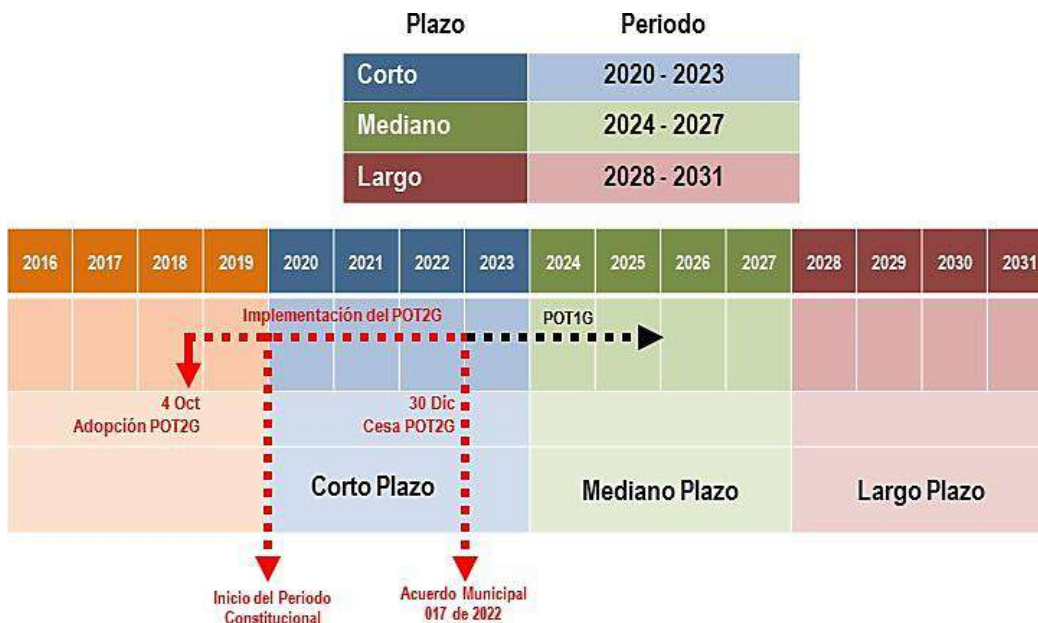 Plazo Periodo
Corto 2020 - 2023
Mediano 2024 - 2027
Largo 2028 - 2031
2016 2017 2018 2019 2020 2021 2022 2023 2024 2025 2026 2027 2028 2029 2030 2031
Implementación del POT2G POT1G
4 Oct
Adopción POT2G
30 Dic
Cesa POT2G
Corto Plazo Mediano Plazo Largo Plazo
Inicio del Periodo
Constitucional
Acuerdo Municipal
017 de 2022